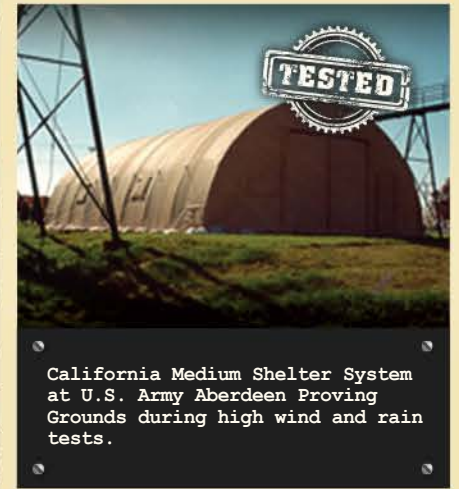 TESTED
California Medium Shelter System
at U.S. Army Aberdeen Proving
Grounds during high wind and rain
tests.